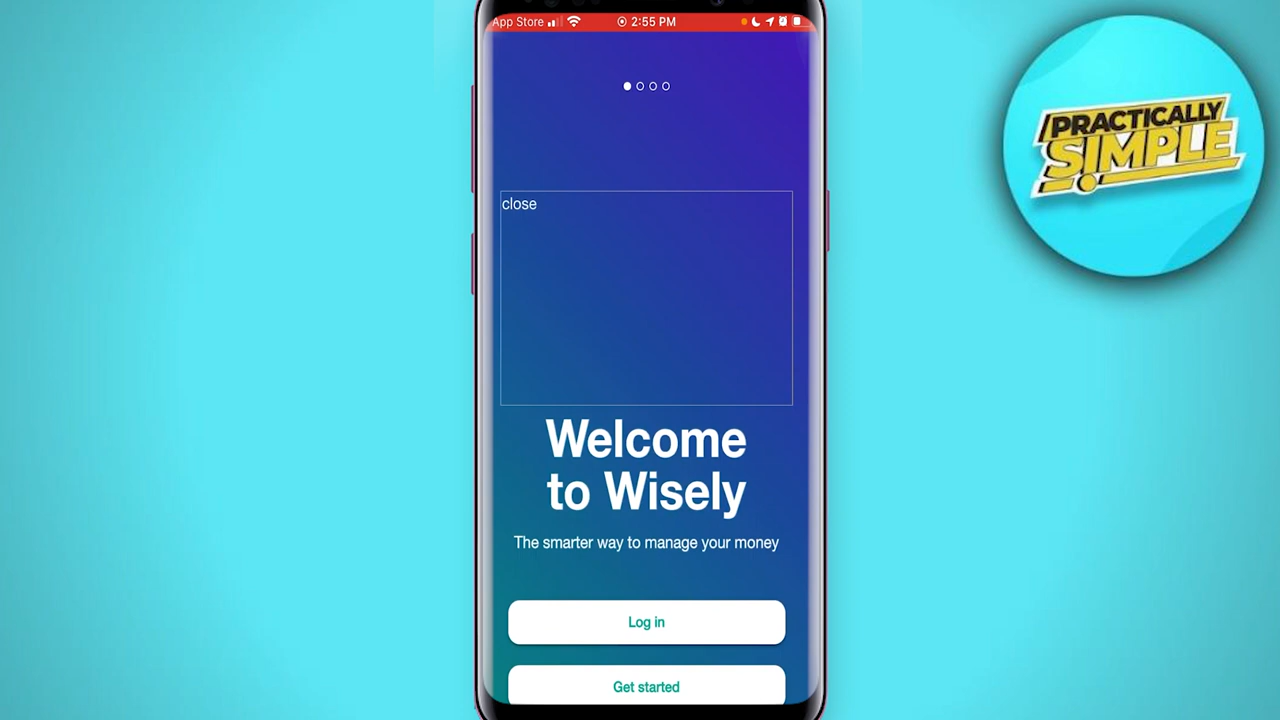 App Store
2:55 PM
PRACTICALLY
SIMPLE
close
Welcome
to Wisely
The smarter way to manage your money
Log in
Get started